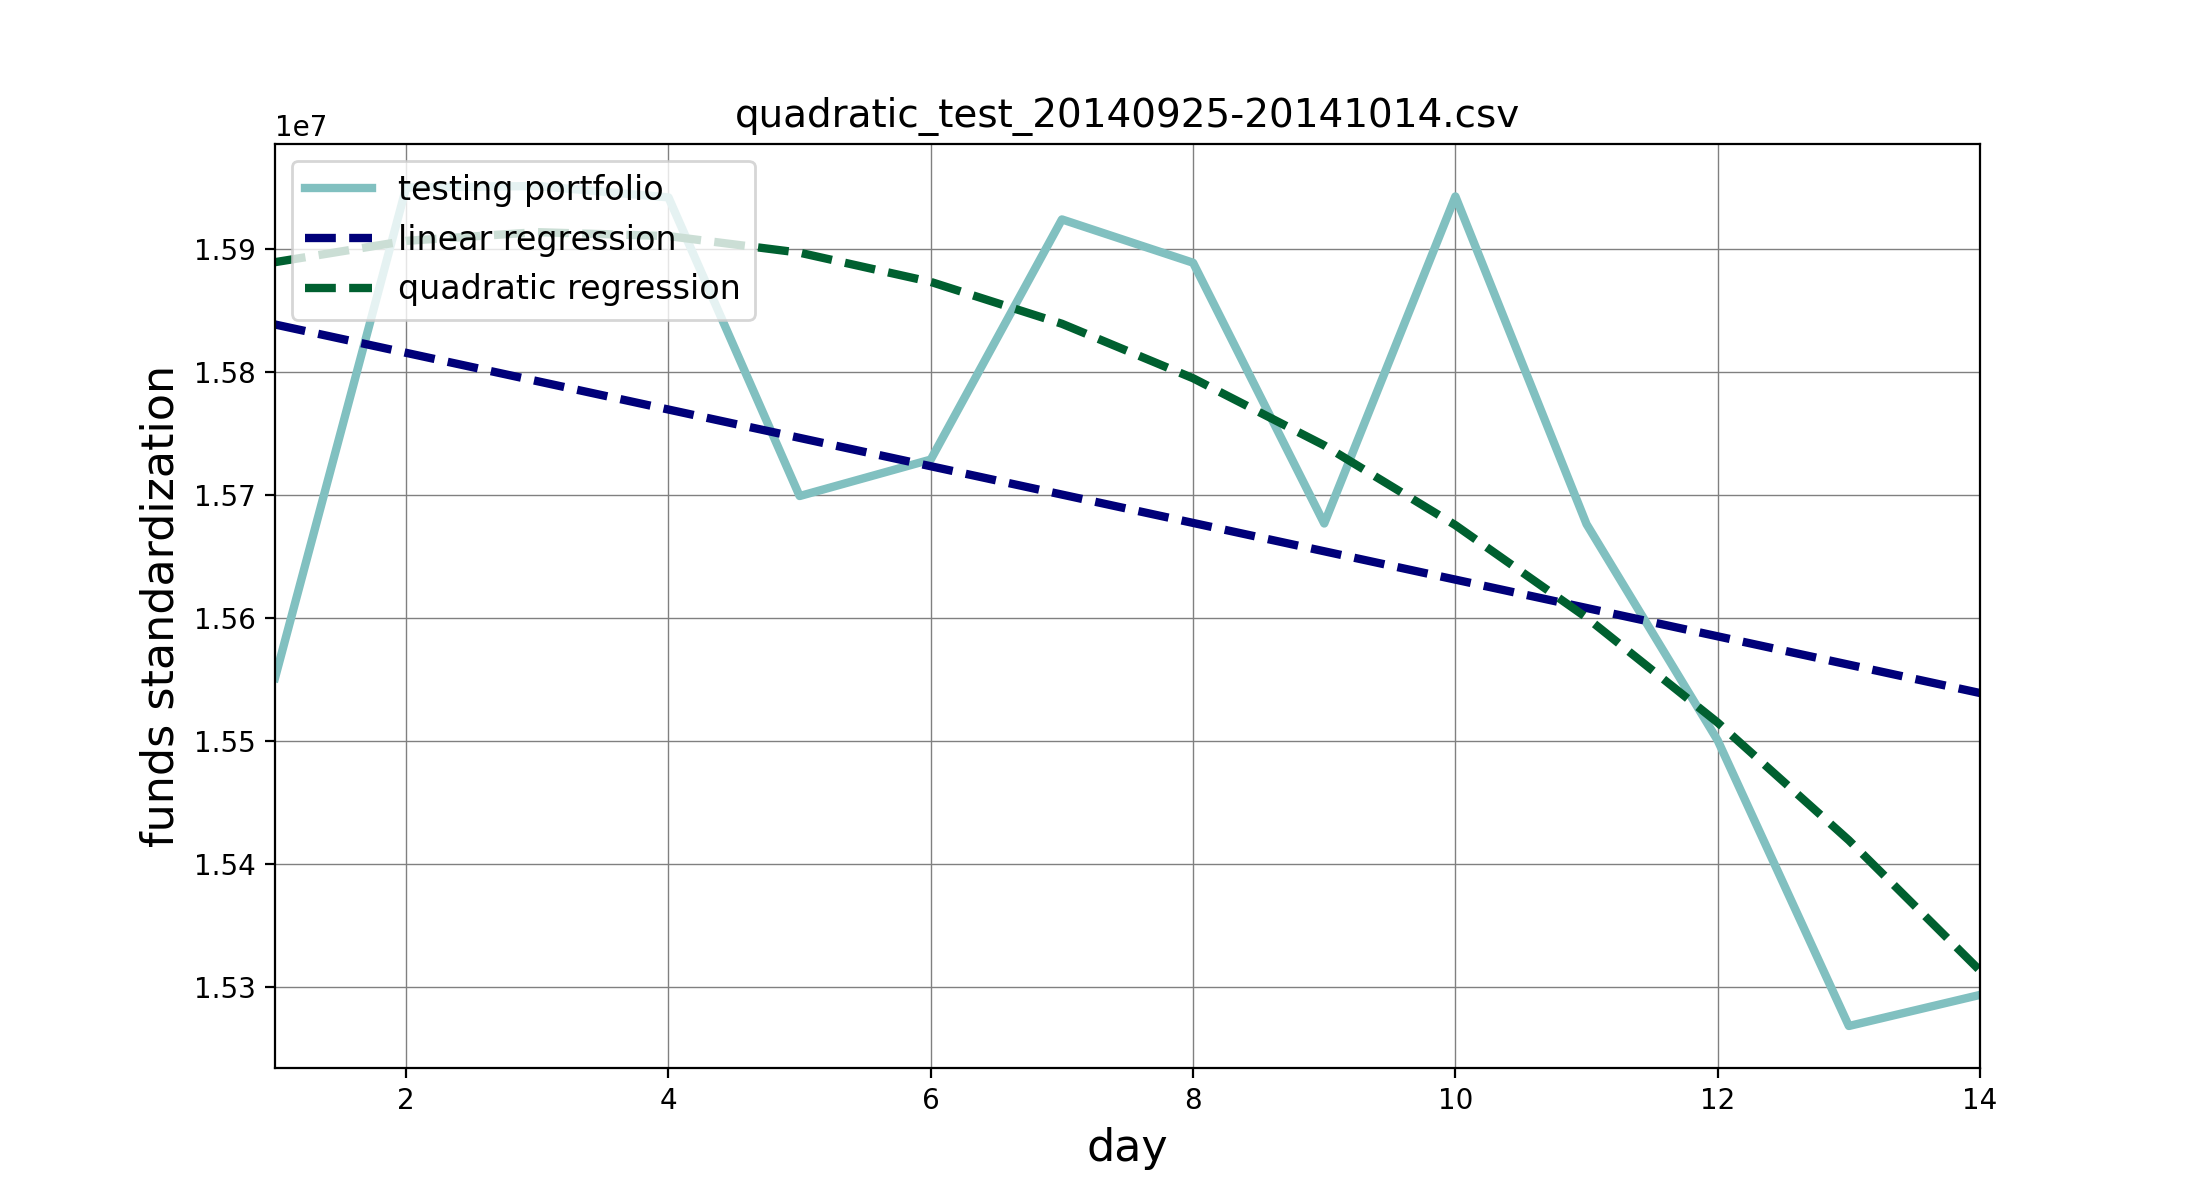 quadratic_test_20140925-20141014.csv
1e7
testing portfolio
linear regression
quadratic regression
1.59
1.58
1.57
1.56
1.55
1.54
1.53
funds standardization
2 4 6 8 10 12 14
day